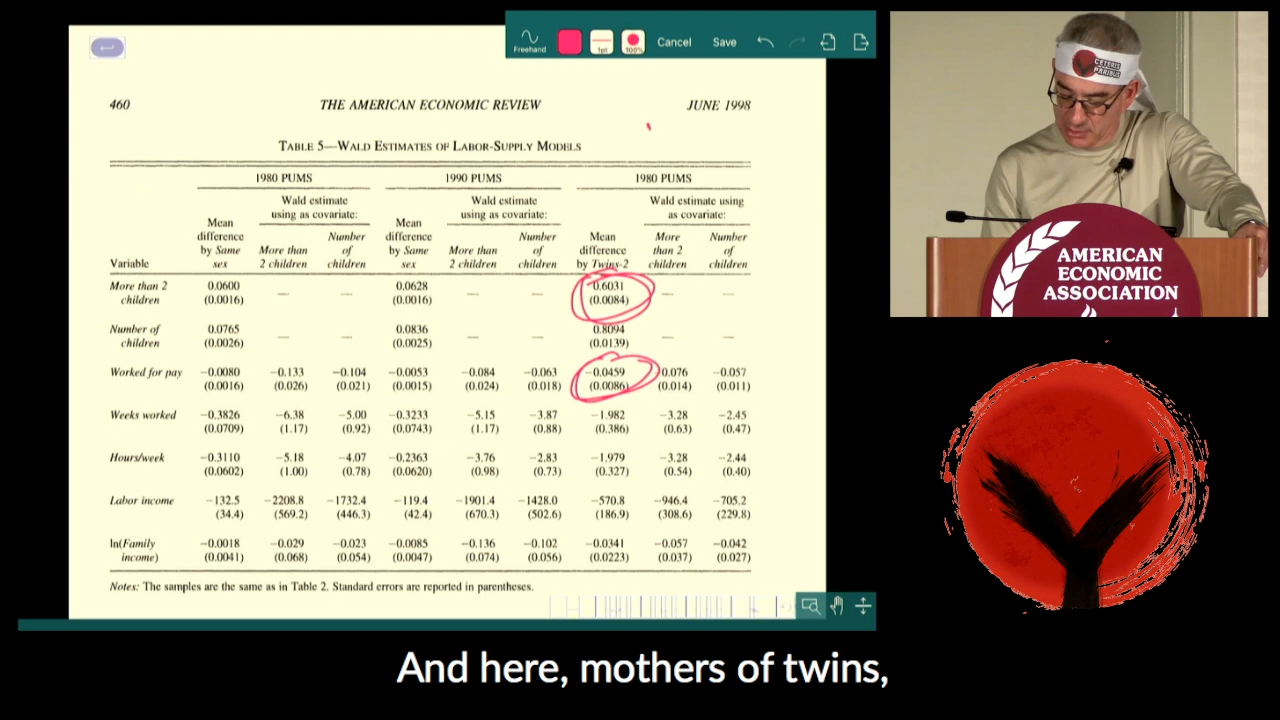 Freehand
1pt
100%
Cancel
Save
460 THE AMERICAN ECONOMIC REVIEW JUNE 1998
TABLE 5—WALD ESTIMATES OF LABOR-SUPPLY MODELS
1980 PUMS 1990 PUMS 1980 PUMS
Wald estimate using as covariate: Wald estimate using as covariate: Wald estimate using as covariate:
Variable Mean difference by Same sex More than 2 children Number of children Mean difference by Same sex More than 2 children Number of children Mean difference by Twins-2 More than 2 children Number of children
More than 2 0.0600 — — 0.0628 — — 0.6031 — —
children (0.0016) (0.0016) (0.0084)
Number of 0.0765 — — 0.0836 — — 0.8094 — —
children (0.0026) (0.0025) (0.0139)
Worked for pay −0.0080 −0.133 −0.104 −0.0053 −0.084 −0.063 −0.0459 −0.076 −0.057
(0.0016) (0.026) (0.021) (0.0015) (0.024) (0.018) (0.0086) (0.014) (0.011)
Weeks worked −0.3826 −6.38 −5.00 −0.3233 −5.15 −3.87 −1.982 −3.28 −2.45
(0.0709) (1.17) (0.92) (0.0743) (1.17) (0.88) (0.386) (0.63) (0.47)
Hours/week −0.3110 −5.18 −4.07 −0.2363 −3.76 −2.83 −1.979 −3.28 −2.44
(0.0602) (1.00) (0.78) (0.0620) (0.98) (0.73) (0.327) (0.54) (0.40)
Labor income −132.5 −2208.8 −1732.4 −119.4 −1901.4 −1428.0 −570.8 −946.4 −705.2
(34.4) (569.2) (446.3) (42.4) (670.3) (502.6) (186.9) (308.6) (229.8)
ln(Family −0.0018 −0.029 −0.023 −0.0085 −0.136 −0.102 −0.0341 −0.057 −0.042
income) (0.0041) (0.068) (0.054) (0.0047) (0.074) (0.056) (0.0223) (0.037) (0.027)
Notes: The samples are the same as in Table 2. Standard errors are reported in parentheses.
CETERIS
PARIBUS
AMERICAN
ECONOMIC
ASSOCIATION
And here, mothers of twins,